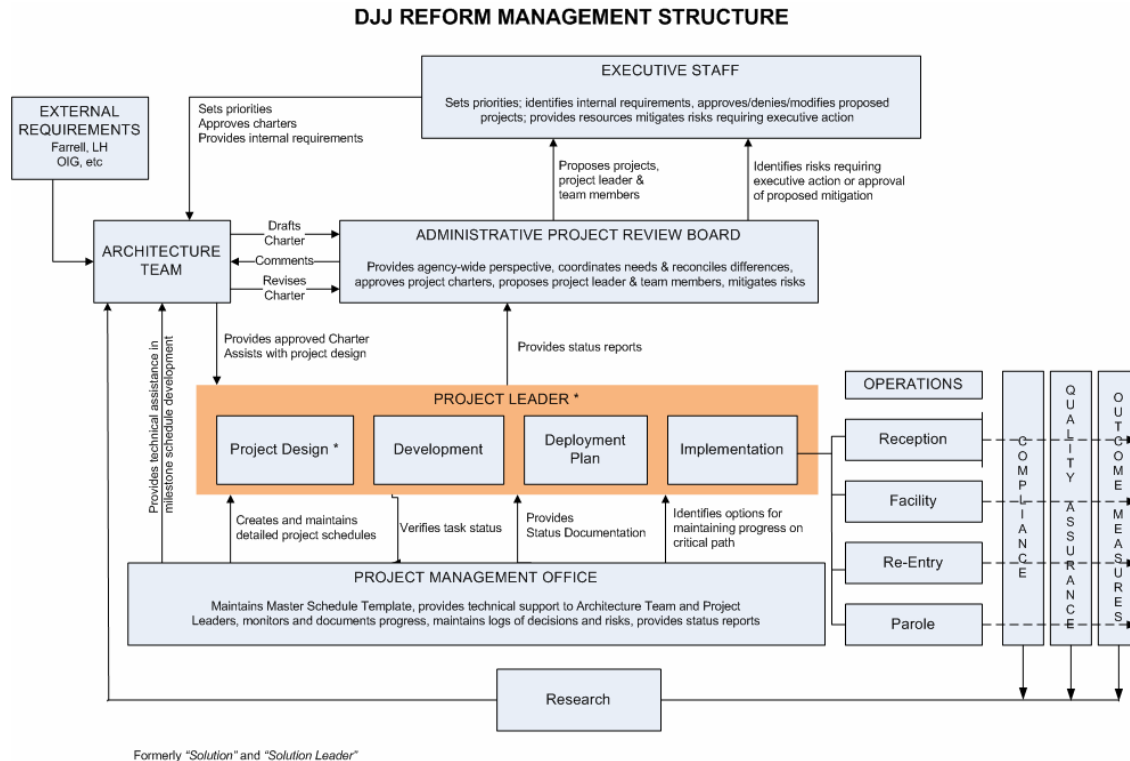 DJJ REFORM MANAGEMENT STRUCTURE
EXECUTIVE STAFF
Sets priorities; identifies internal requirements, approves/denies/modifies proposed
projects; provides resources mitigates risks requiring executive action
EXTERNAL
REQUIREMENTS
Farrell, LH
OIG, etc
Sets priorities
Approves charters
Provides internal requirements
Proposes projects,
project leader &
team members
Identifies risks requiring
executive action or approval
of proposed mitigation
ARCHITECTURE
TEAM
Drafts
Charter
Comments
Revises
Charter
ADMINISTRATIVE PROJECT REVIEW BOARD
Provides agency-wide perspective, coordinates needs & reconciles differences,
approves project charters, proposes project leader & team members, mitigates risks
Provides technical assistance in
milestone schedule development
Provides approved Charter
Assists with project design
Provides status reports
PROJECT LEADER *
Project Design *
Development
Deployment
Plan
Implementation
OPERATIONS
Reception
Facility
Re-Entry
Parole
COMPLIANCE
QUALITY ASSURANCE
OUTCOME MEASURES
Creates and maintains
detailed project schedules
Verifies task status
Provides
Status Documentation
Identifies options for
maintaining progress on
critical path
PROJECT MANAGEMENT OFFICE
Maintains Master Schedule Template, provides technical support to Architecture Team and Project
Leaders, monitors and documents progress, maintains logs of decisions and risks, provides status reports
Research
Formerly "Solution" and "Solution Leader"